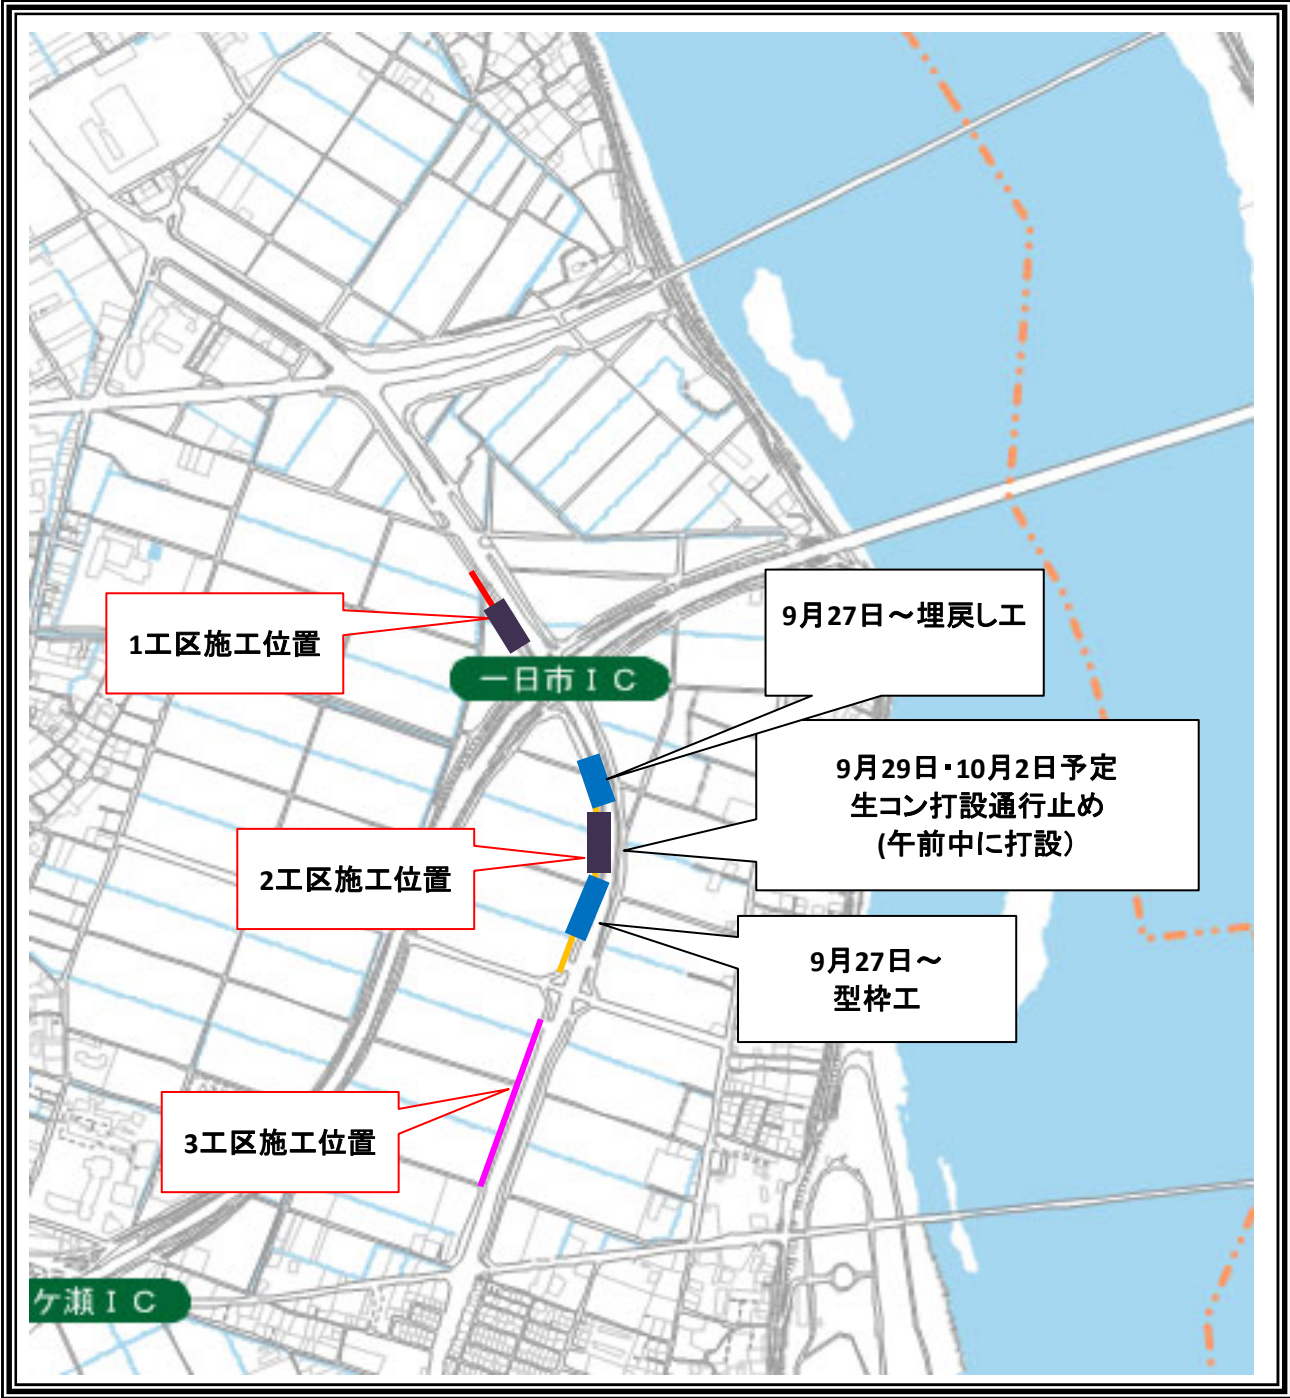 9月27日～埋戻し工
1工区施工位置
一日市ＩＣ
9月29日・10月2日予定
生コン打設通行止め
(午前中に打設）
2工区施工位置
9月27日～
型枠工
3工区施工位置
ケ瀬ＩＣ